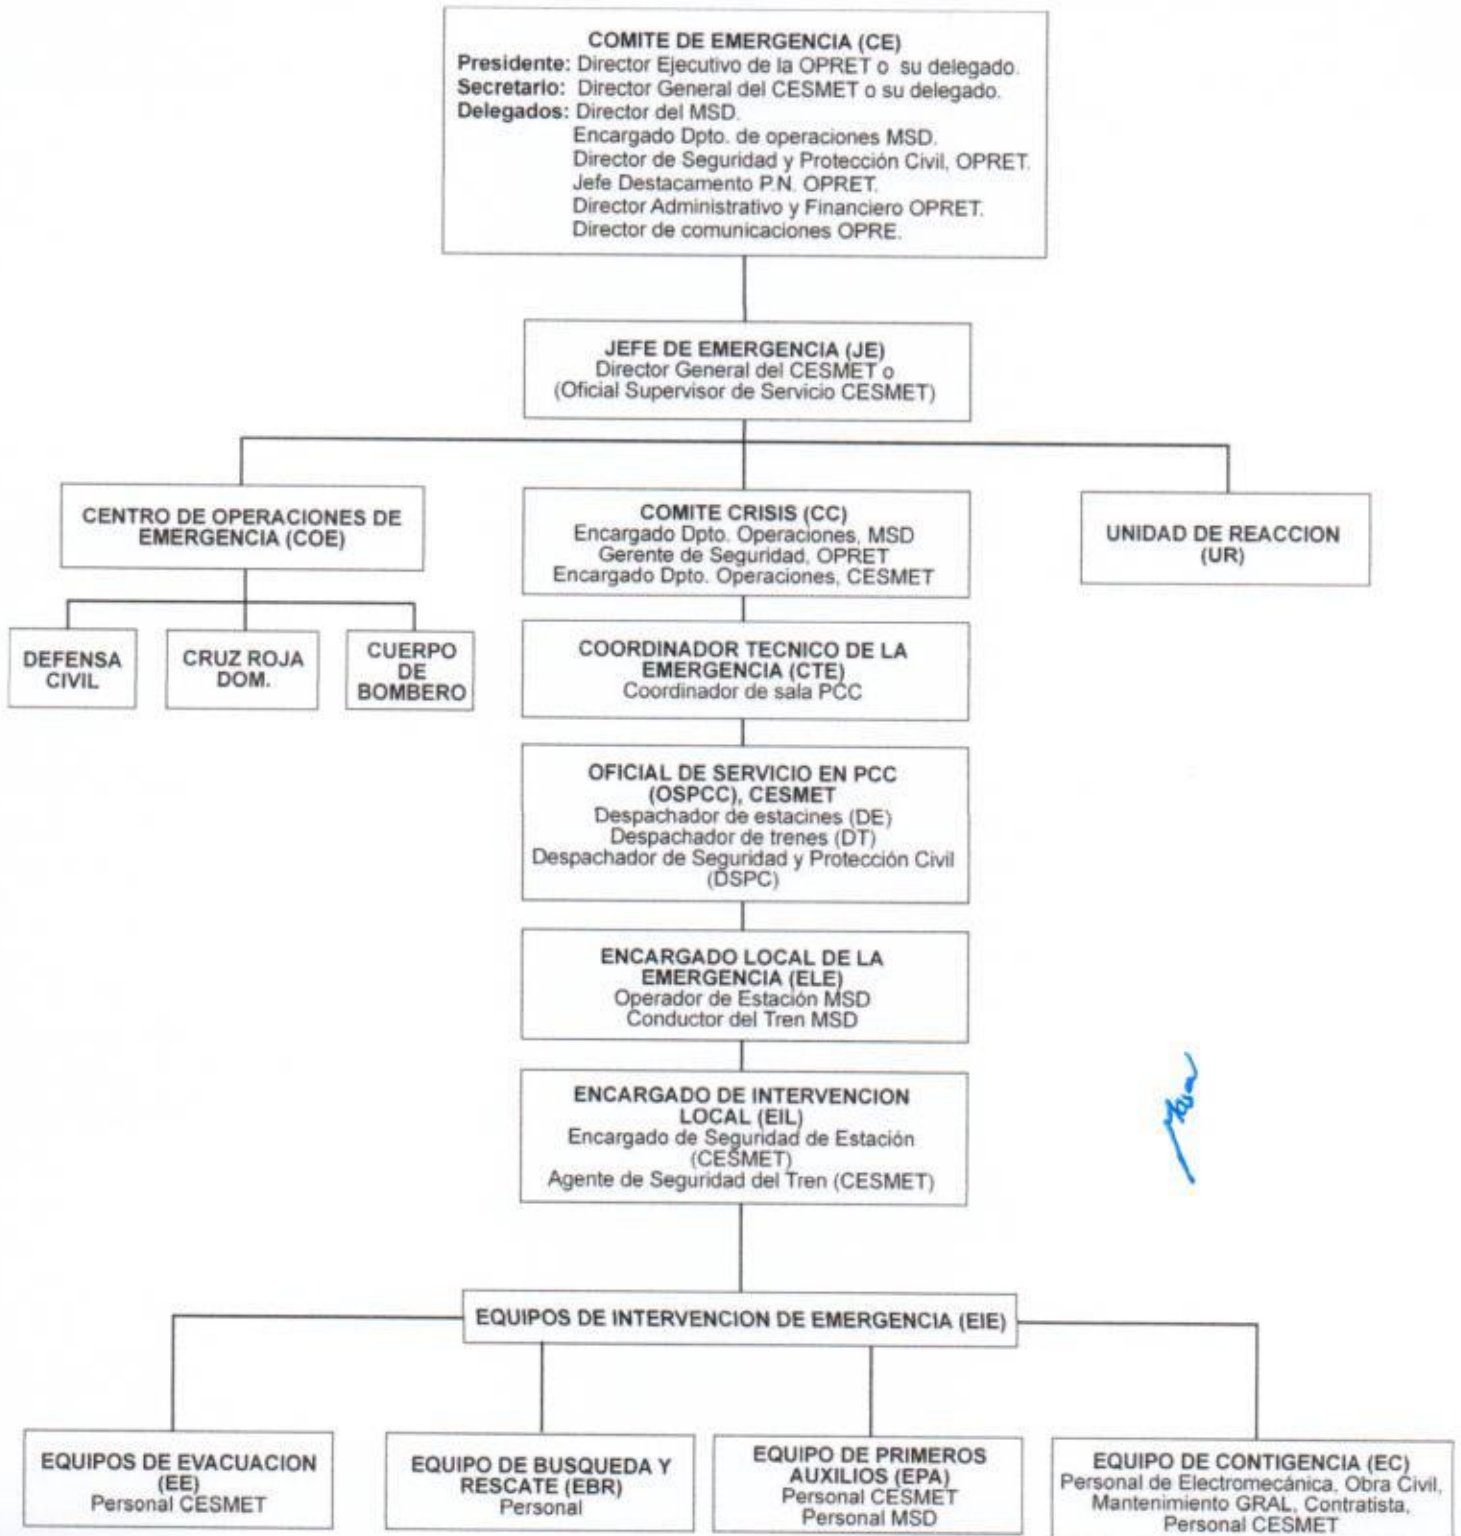 COMITE DE EMERGENCIA (CE)
Presidente: Director Ejecutivo de la OPRET o su delegado.
Secretario: Director General del CESMET o su delegado.
Delegados: Director del MSD.
Encargado Dpto. de operaciones MSD.
Director de Seguridad y Protección Civil, OPRET.
Jefe Destacamento P.N. OPRET.
Director Administrativo y Financiero OPRET.
Director de comunicaciones OPRE.
JEFE DE EMERGENCIA (JE)
Director General del CESMET o
(Oficial Supervisor de Servicio CESMET)
CENTRO DE OPERACIONES DE
EMERGENCIA (COE)
COMITE CRISIS (CC)
Encargado Dpto. Operaciones, MSD
Gerente de Seguridad, OPRET
Encargado Dpto. Operaciones, CESMET
UNIDAD DE REACCION
(UR)
DEFENSA
CIVIL
CRUZ ROJA
DOM.
CUERPO
DE
BOMBERO
COORDINADOR TECNICO DE LA
EMERGENCIA (CTE)
Coordinador de sala PCC
OFICIAL DE SERVICIO EN PCC
(OSPCC), CESMET
Despachador de estacines (DE)
Despachador de trenes (DT)
Despachador de Seguridad y Protección Civil
(DSPC)
ENCARGADO LOCAL DE LA
EMERGENCIA (ELE)
Operador de Estación MSD
Conductor del Tren MSD
ENCARGADO DE INTERVENCION
LOCAL (EIL)
Encargado de Seguridad de Estación
(CESMET)
Agente de Seguridad del Tren (CESMET)
EQUIPOS DE INTERVENCION DE EMERGENCIA (EIE)
EQUIPOS DE EVACUACION
(EE)
Personal CESMET
EQUIPO DE BUSQUEDA Y
RESCATE (EBR)
Personal
EQUIPO DE PRIMEROS
AUXILIOS (EPA)
Personal CESMET
Personal MSD
EQUIPO DE CONTIGENCIA (EC)
Personal de Electromecánica, Obra Civil,
Mantenimiento GRAL, Contratista,
Personal CESMET